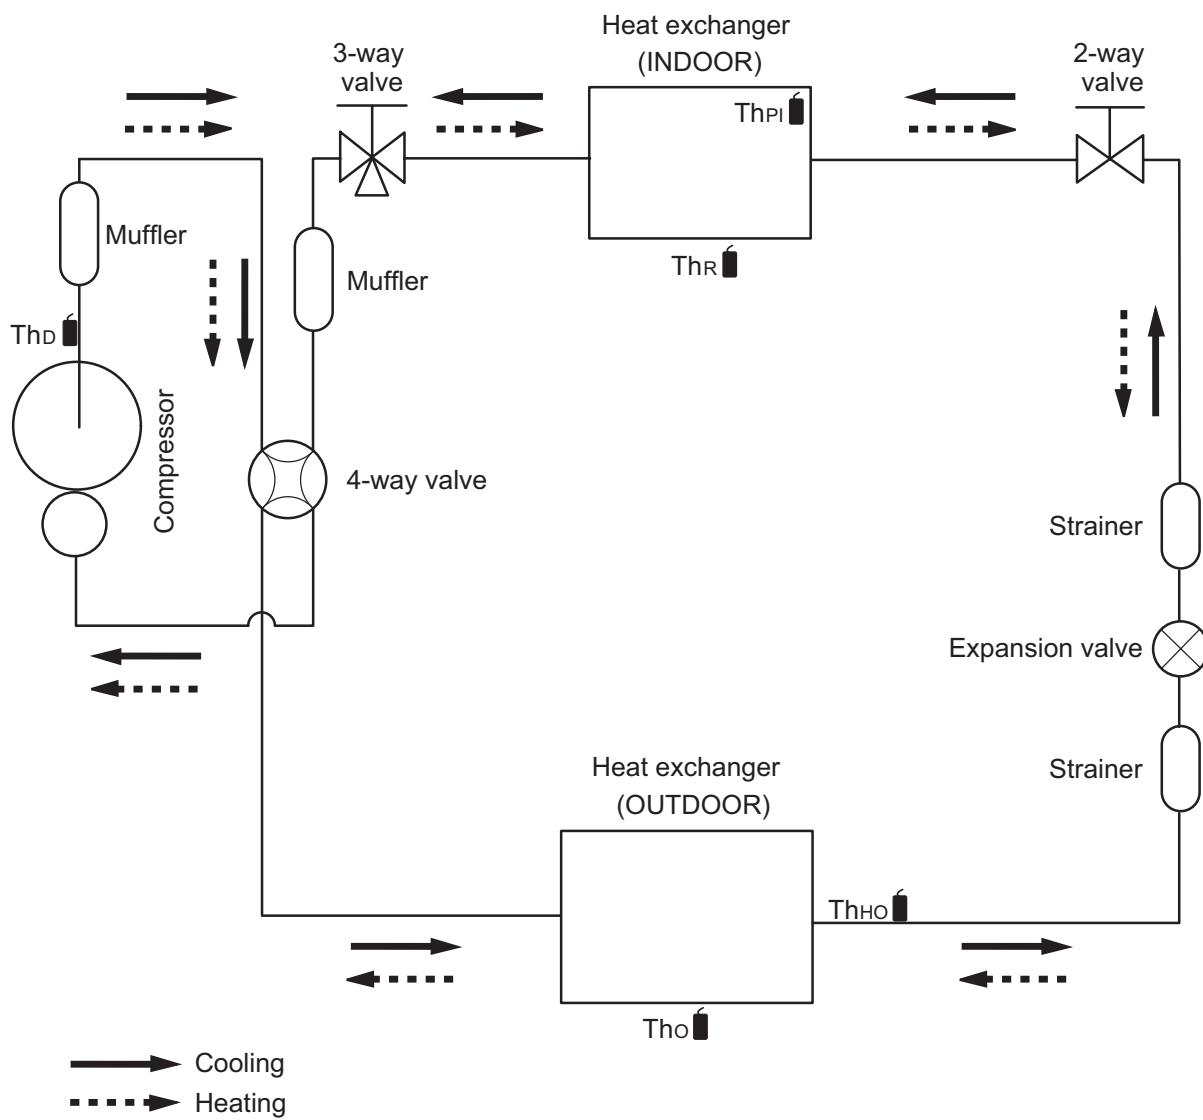 Heat exchanger
(INDOOR)
3-way
valve
2-way
valve
ThPI
Muffler
ThR
Muffler
ThD
Compressor
4-way valve
Strainer
Expansion valve
Strainer
Heat exchanger
(OUTDOOR)
ThHO
ThO
Cooling
Heating